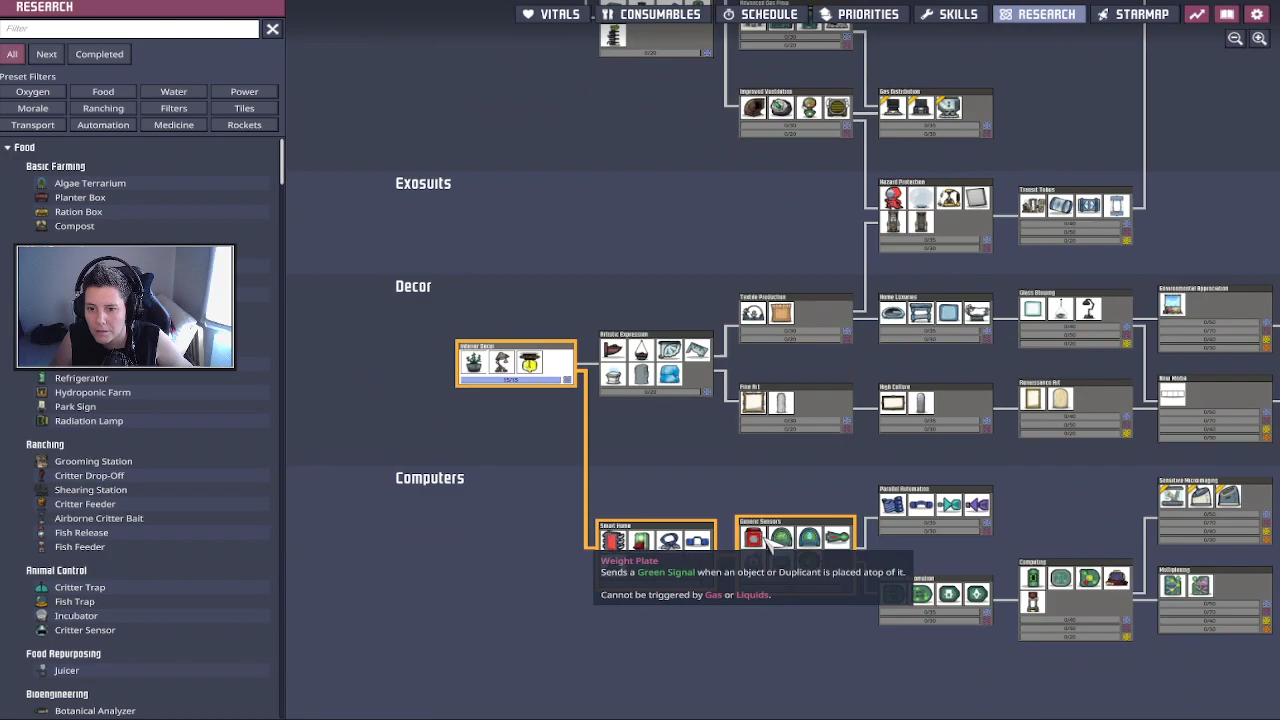 RESEARCH
VITALS
CONSUMABLES
SCHEDULE
PRIORITIES
SKILLS
RESEARCH
STARMAP
Filter
All
Next
Completed
Preset Filters
Oxygen
Food
Water
Power
Morale
Ranching
Filters
Tiles
Transport
Automation
Medicine
Rockets
Food
Basic Farming
Algae Terrarium
Planter Box
Ration Box
Compost
Refrigerator
Hydroponic Farm
Park Sign
Radiation Lamp
Ranching
Grooming Station
Critter Drop-Off
Shearing Station
Critter Feeder
Airborne Critter Bait
Fish Release
Fish Feeder
Animal Control
Critter Trap
Fish Trap
Incubator
Critter Sensor
Food Repurposing
Juicer
Bioengineering
Botanical Analyzer
Improved Ventilation
Gas Distribution
Exosuits
Hazard Protection
Transit Tubes
Decor
Interior Decor
15/15
Artistic Expression
Textile Production
Home Luxuries
Glass Blowing
Environmental Appreciation
Fine Art
High Culture
Renaissance Art
New Media
Computers
Smart Home
Generic Sensors
Parallel Automation
Computing
Sensitive Microimaging
Multiplexing
Weight Plate
Sends a Green Signal when an object or Duplicant is placed atop of it.
Cannot be triggered by Gas or Liquids.